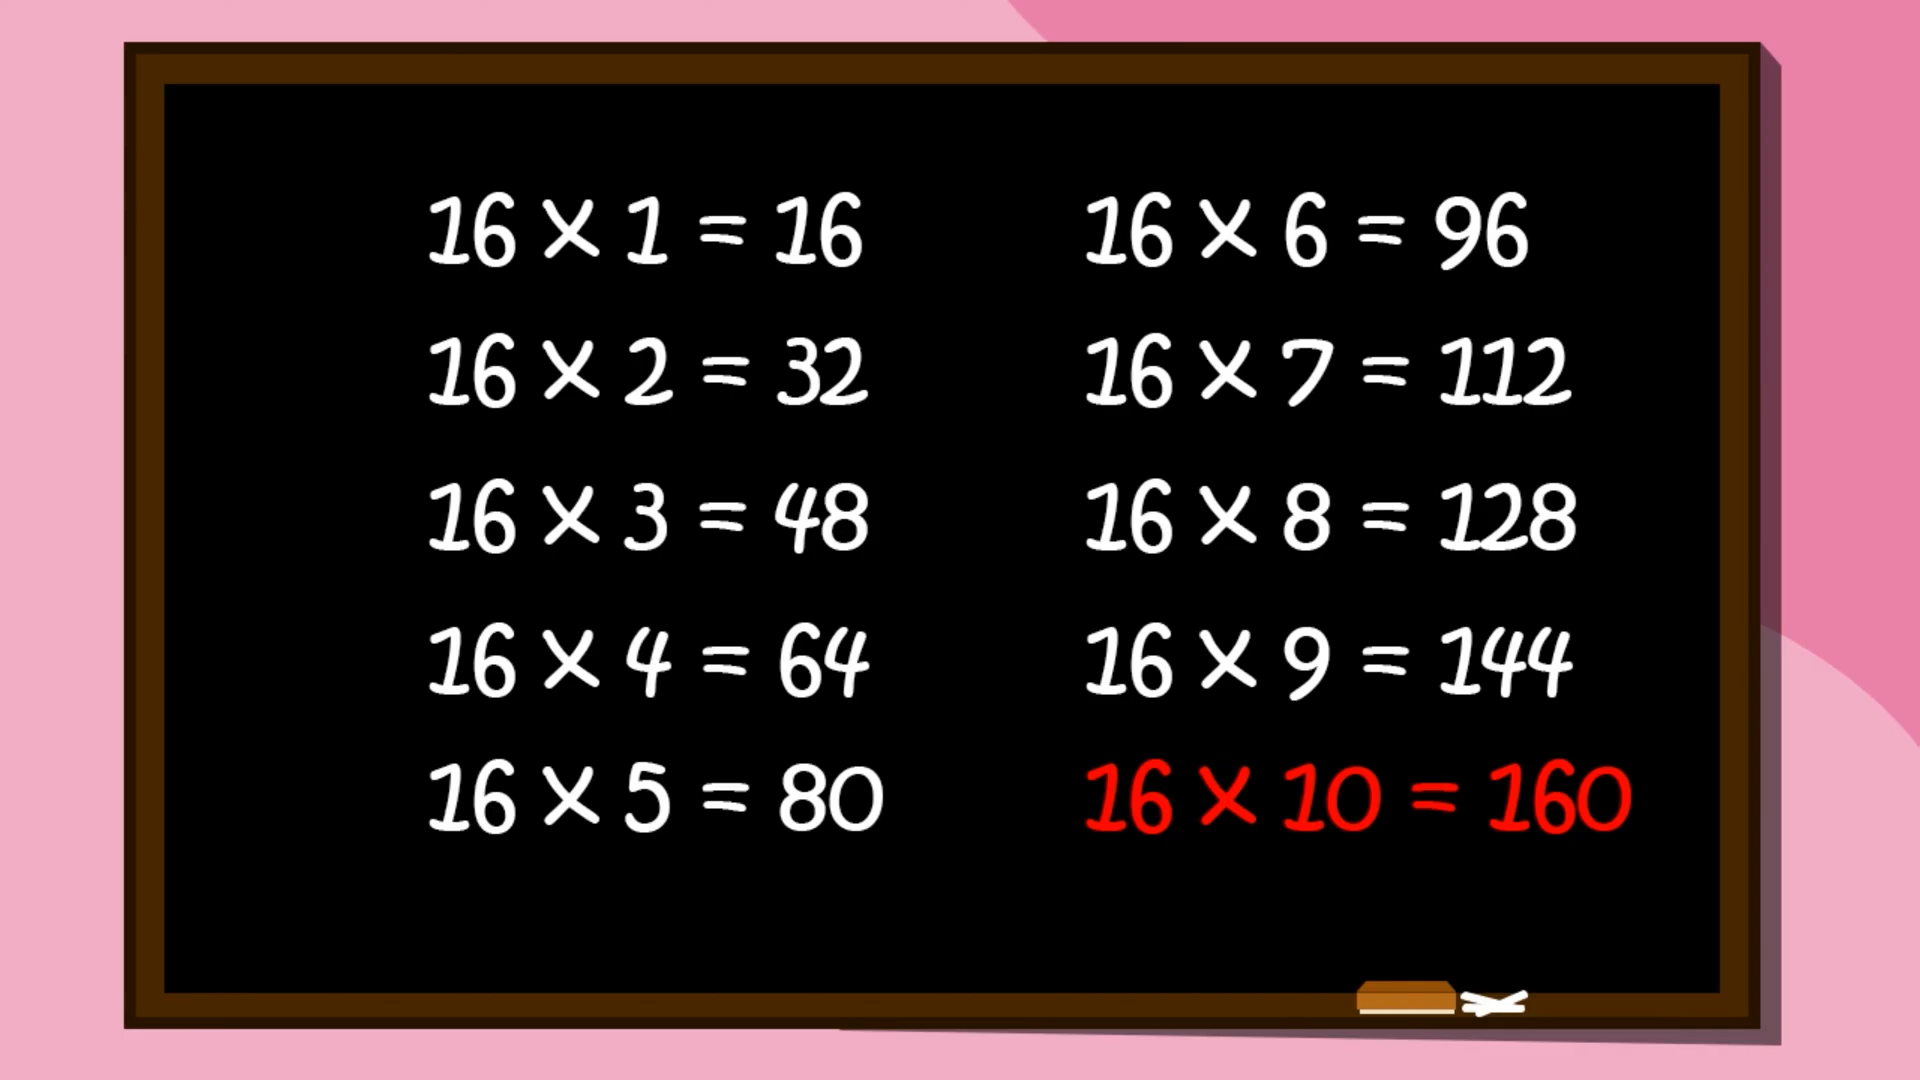 16 × 1 = 16
16 × 2 = 32
16 × 3 = 48
16 × 4 = 64
16 × 5 = 80
16 × 6 = 96
16 × 7 = 112
16 × 8 = 128
16 × 9 = 144
16 × 10 = 160